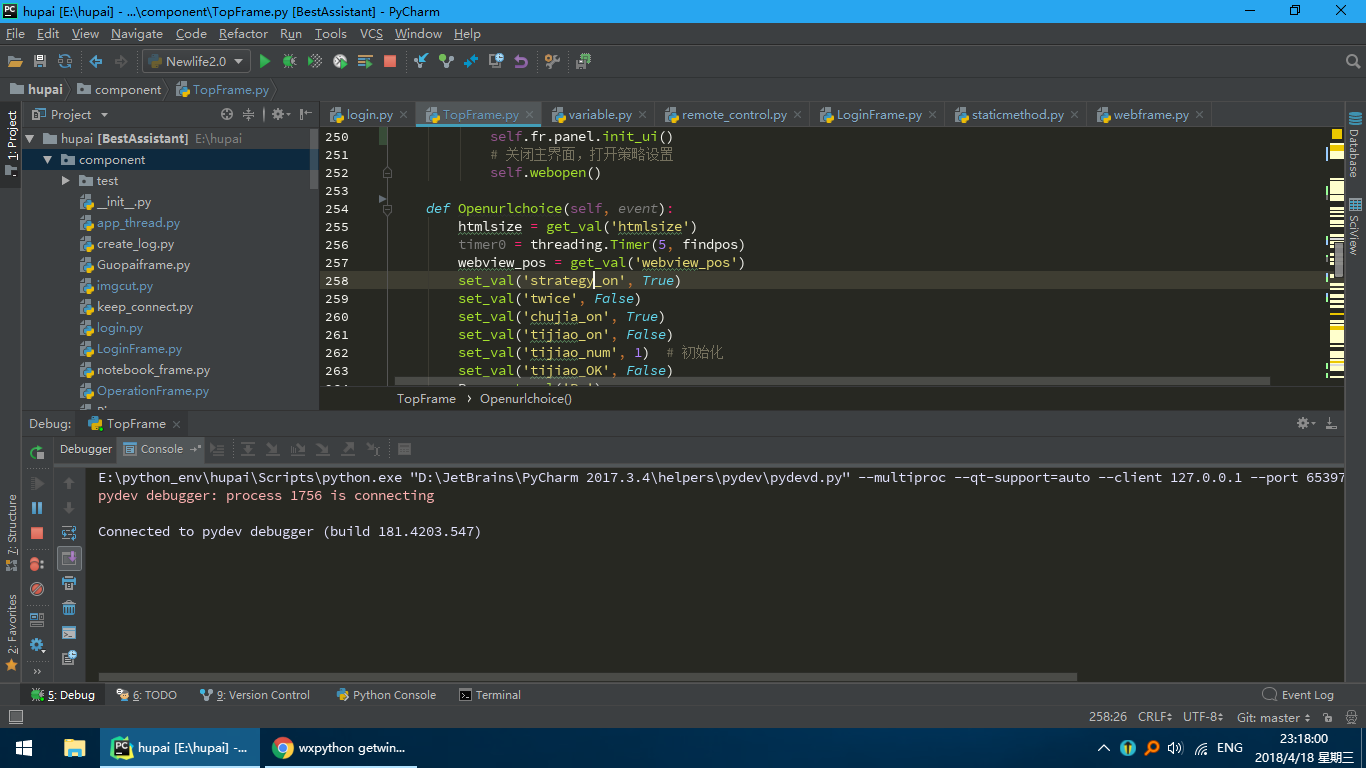 hupai [E:\hupai] - ...\component\TopFrame.py [BestAssistant] - PyCharm
File Edit View Navigate Code Refactor Run Tools VCS Window Help
Newlife2.0
hupai component TopFrame.py
1: Project
Project
login.py TopFrame.py variable.py remote_control.py LoginFrame.py staticmethod.py webframe.py
hupai [BestAssistant] E:\hupai
component
test
__init__.py
app_thread.py
create_log.py
Guopaiframe.py
imgcut.py
keep_connect.py
login.py
LoginFrame.py
notebook_frame.py
OperationFrame.py
250 self.fr.panel.init_ui()
251 # 关闭主界面，打开策略设置
252 self.webopen()
253
254 def Openurlchoice(self, event):
255 htmlsize = get_val('htmlsize')
256 timer0 = threading.Timer(5, findpos)
257 webview_pos = get_val('webview_pos')
258 set_val('strategy_on', True)
259 set_val('twice', False)
260 set_val('chujia_on', True)
261 set_val('tijiao_on', False)
262 set_val('tijiao_num', 1)  # 初始化
263 set_val('tijiao_OK', False)
TopFrame › Openurlchoice()
Database
SciView
Debug: TopFrame
Debugger Console
E:\python_env\hupai\Scripts\python.exe "D:\JetBrains\PyCharm 2017.3.4\helpers\pydev\pydevd.py" --multiproc --qt-support=auto --client 127.0.0.1 --port 65397
pydev debugger: process 1756 is connecting
Connected to pydev debugger (build 181.4203.547)
7: Structure
2: Favorites
5: Debug 6: TODO 9: Version Control Python Console Terminal Event Log
258:26 CRLF UTF-8 Git: master
hupai [E:\hupai] -... wxpython getwin... ENG 23:18:00
2018/4/18 星期三